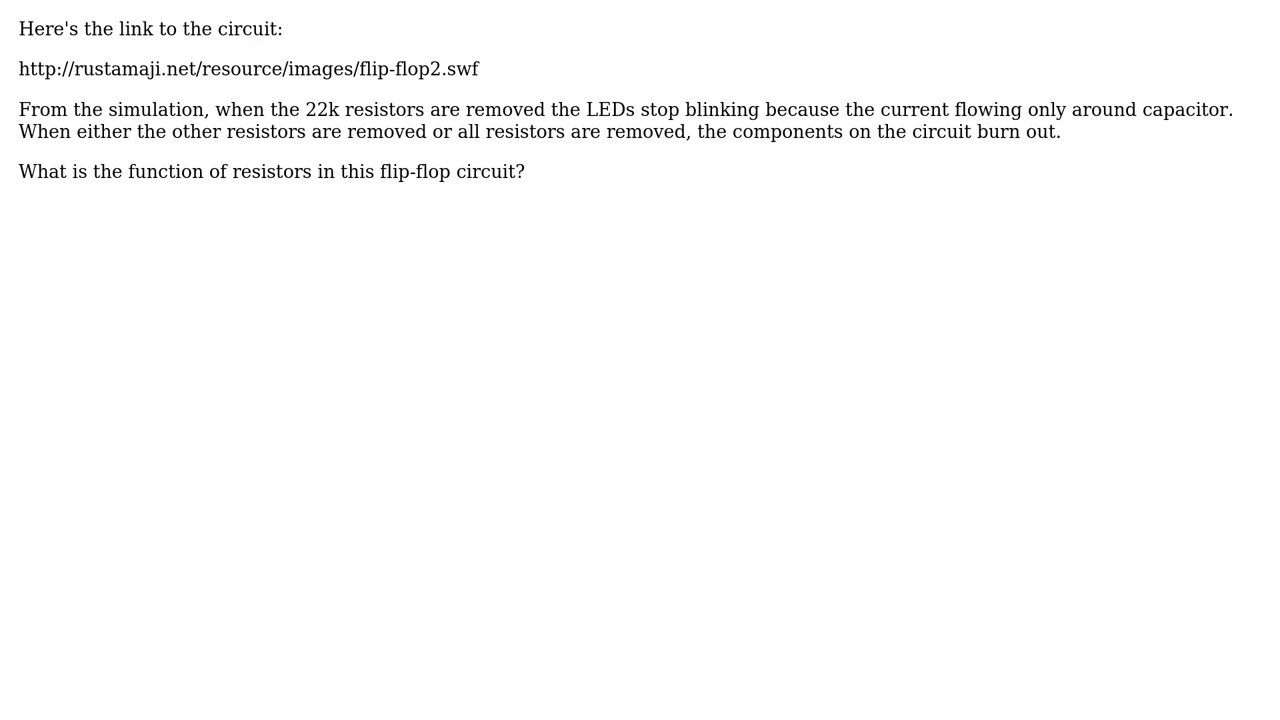 Here's the link to the circuit:
http://rustamaji.net/resource/images/flip-flop2.swf
From the simulation, when the 22k resistors are removed the LEDs stop blinking because the current flowing only around capacitor.
When either the other resistors are removed or all resistors are removed, the components on the circuit burn out.
What is the function of resistors in this flip-flop circuit?